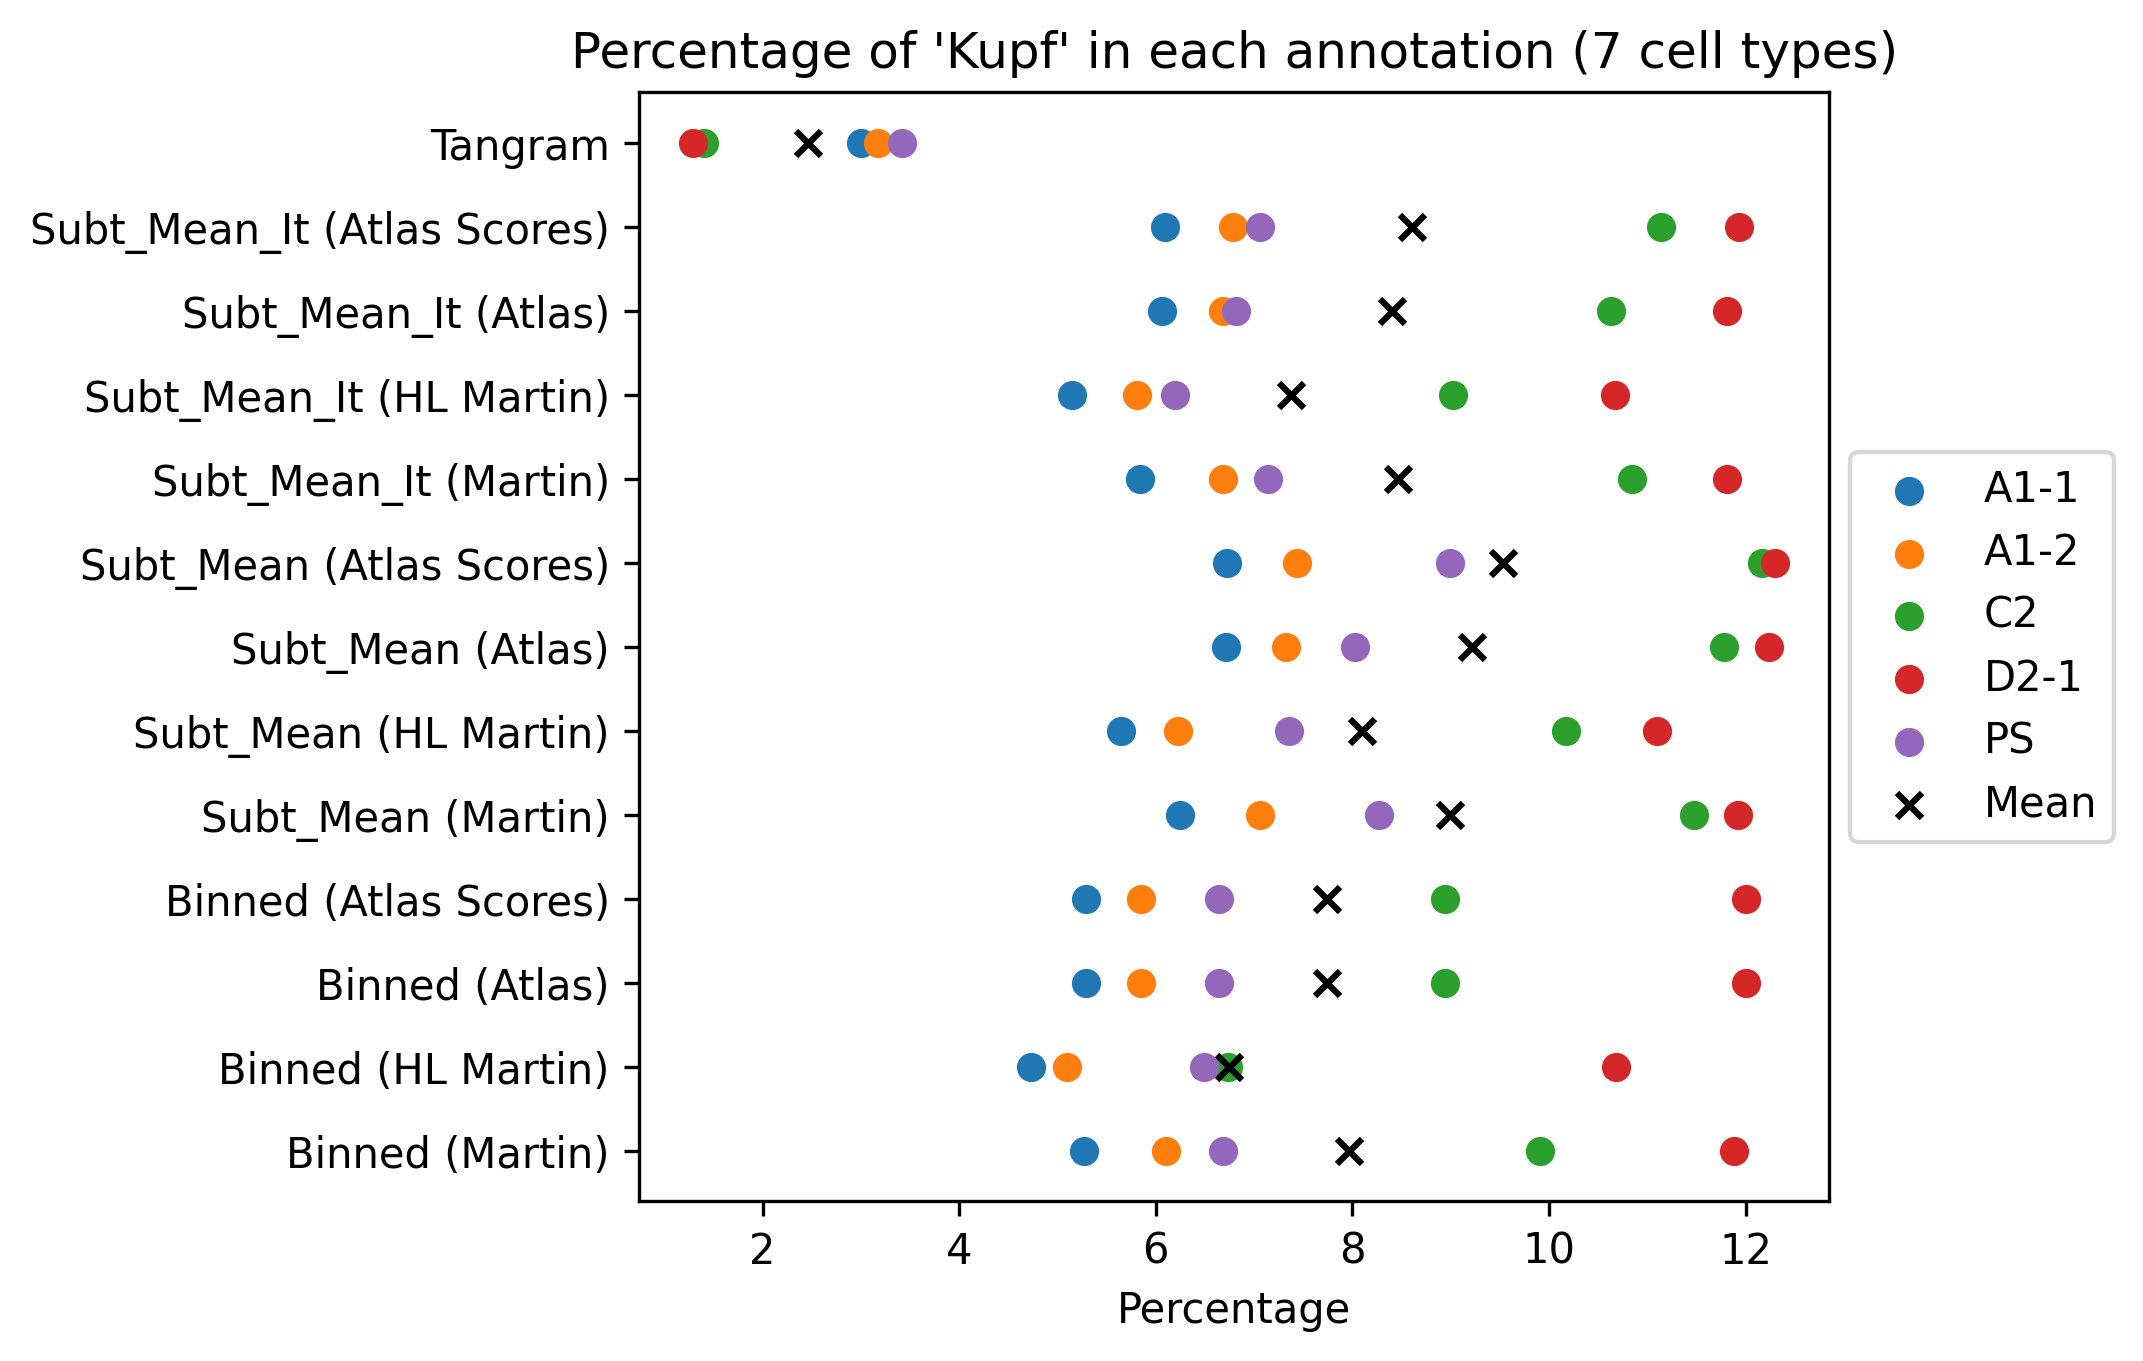 Percentage of 'Kupf' in each annotation (7 cell types)
Tangram
Subt_Mean_It (Atlas Scores)
Subt_Mean_It (Atlas)
Subt_Mean_It (HL Martin)
Subt_Mean_It (Martin)
Subt_Mean (Atlas Scores)
Subt_Mean (Atlas)
Subt_Mean (HL Martin)
Subt_Mean (Martin)
Binned (Atlas Scores)
Binned (Atlas)
Binned (HL Martin)
Binned (Martin)
2 4 6 8 10 12
Percentage
A1-1
A1-2
C2
D2-1
PS
Mean